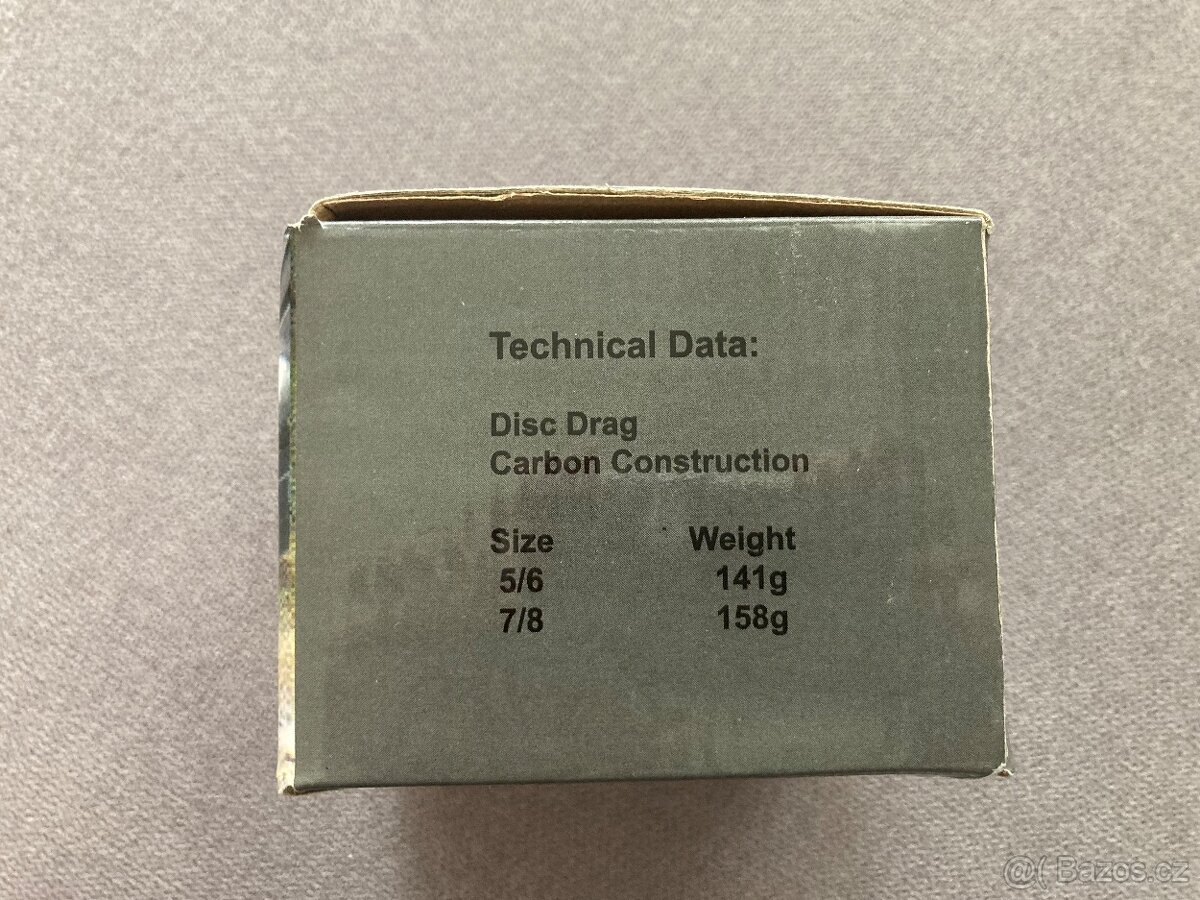 Technical Data:
Disc Drag
Carbon Construction
Size Weight
5/6 141g
7/8 158g
@( Bazos.cz